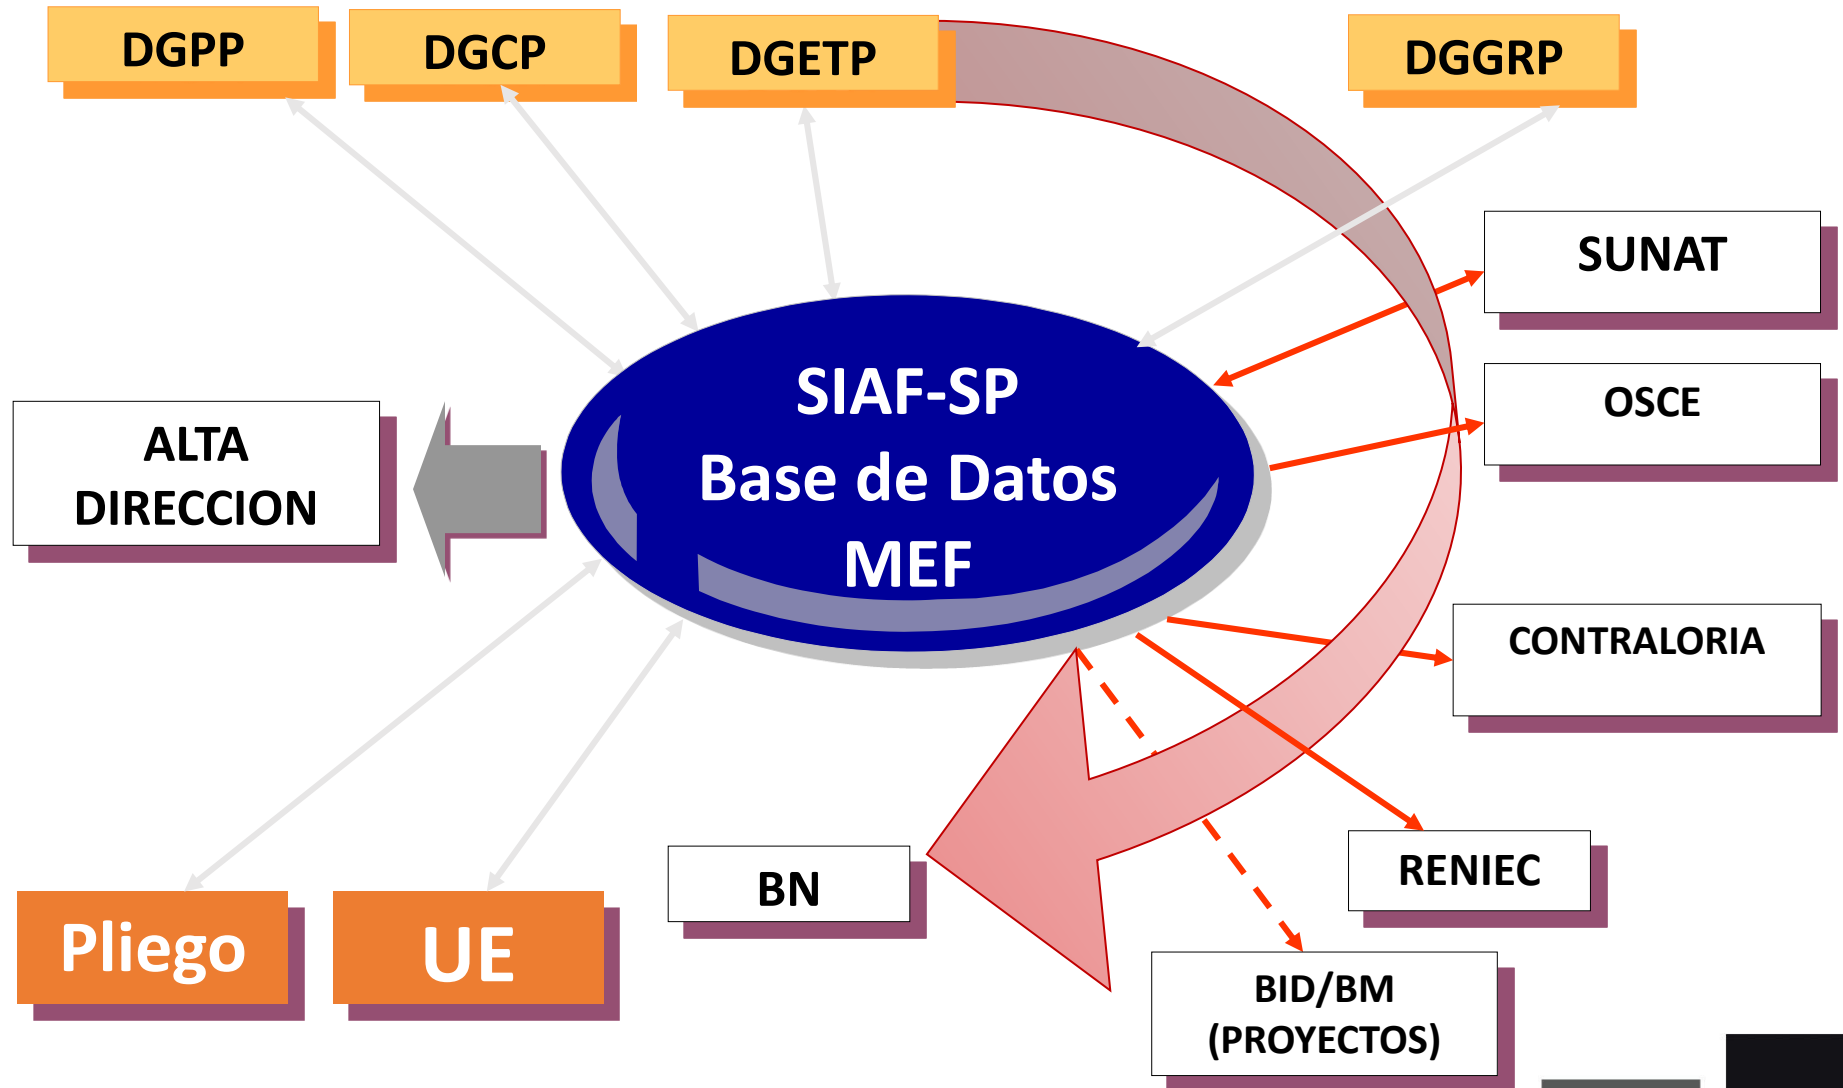 DGPP
DGCP
DGETP
DGGRP
SUNAT
OSCE
SIAF-SP
Base de Datos
MEF
ALTA
DIRECCION
CONTRALORIA
RENIEC
BN
Pliego
UE
BID/BM
(PROYECTOS)